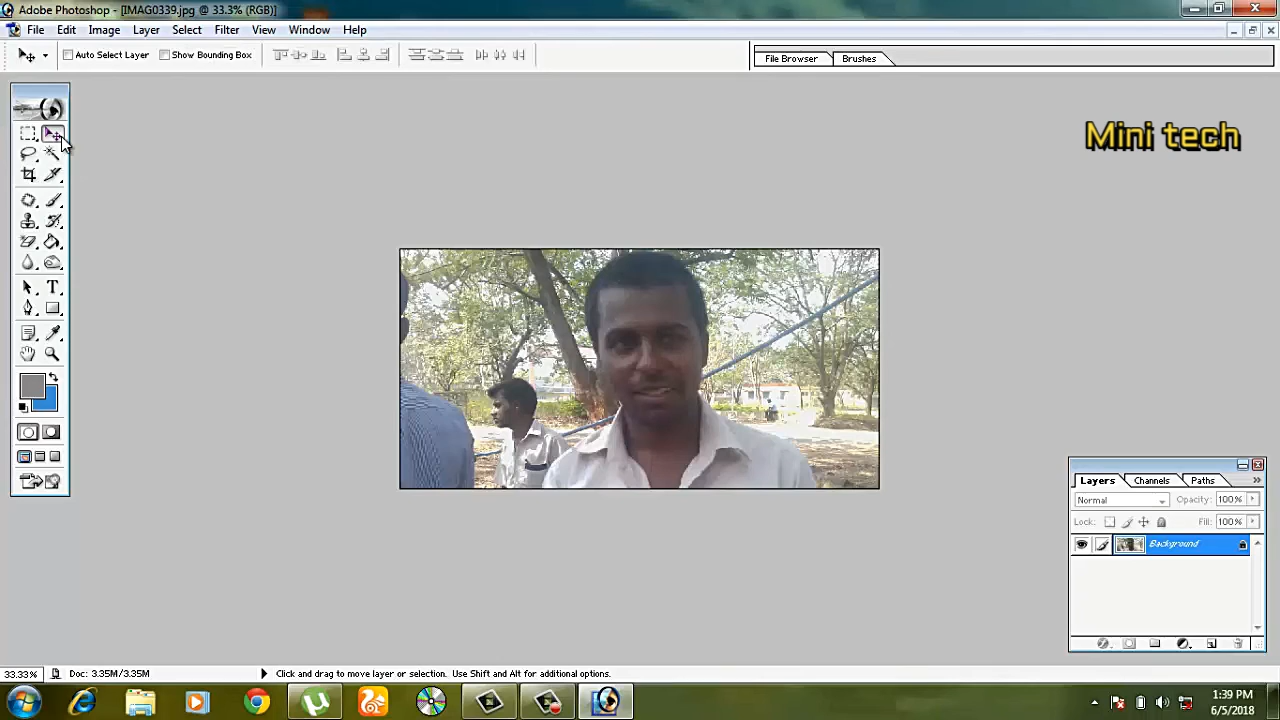 Adobe Photoshop - [IMAG0339.jpg @ 33.3% (RGB)]
File Edit Image Layer Select Filter View Window Help
Auto Select Layer Show Bounding Box
File Browser Brushes
Mini tech
T
Layers Channels Paths
Normal Opacity: 100%
Lock: Fill: 100%
Background
33.33% Doc: 3.35M/3.35M Click and drag to move layer or selection. Use Shift and Alt for additional options.
1:39 PM
6/5/2018